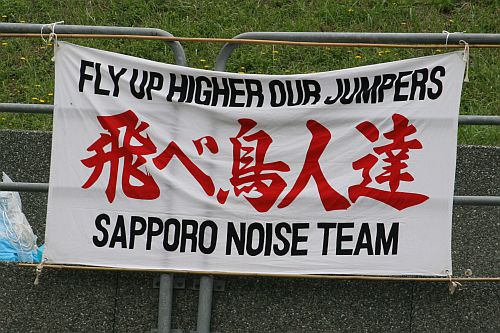 FLY UP HIGHER OUR JUMPERS
飛べ鳥人達
SAPPORO NOISE TEAM